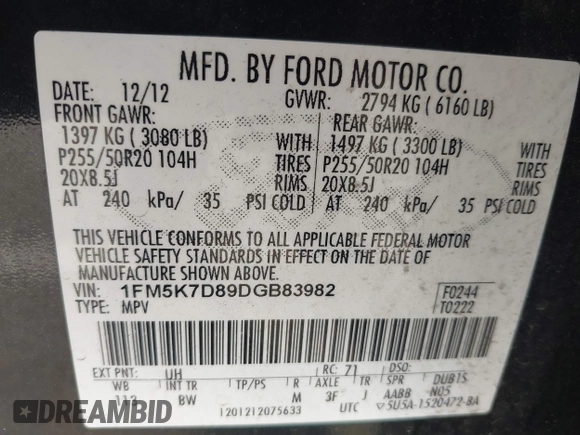 MFD. BY FORD MOTOR CO.
DATE: 12/12 GVWR: 2794 KG ( 6160 LB)
FRONT GAWR: REAR GAWR:
1397 KG ( 3080 LB) WITH 1497 KG ( 3300 LB) WITH
P255/50R20 104H TIRES P255/50R20 104H TIRES
20X8.5J RIMS 20X8.5J RIMS
AT 240 kPa/ 35 PSI COLD AT 240 kPa/ 35 PSI COLD
THIS VEHICLE CONFORMS TO ALL APPLICABLE FEDERAL MOTOR
VEHICLE SAFETY STANDARD IN EFFECT ON THE DATE OF
MANUFACTURE SHOWN ABOVE.
VIN: 1FM5K7D89DGB83982 F0244
TYPE: MPV T0222
EXT PNT: UH RC: 71 DSO:
WB INT TR TP/PS R AXLE TR SPR DUB1S
112 BW M 3F J AABB N05
1201212075633 UTC 5U5A-1520472-BA
DREAMBID